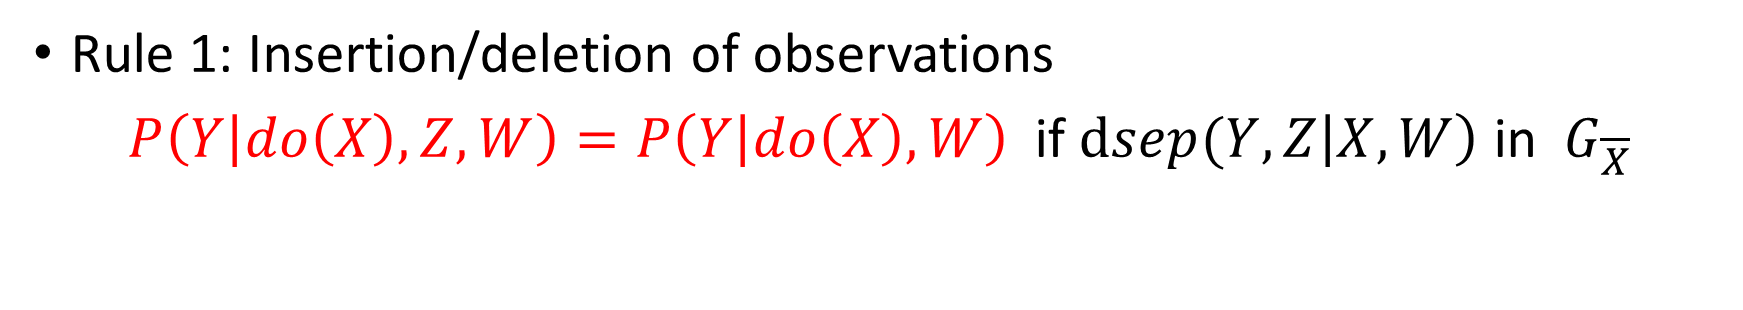 • Rule 1: Insertion/deletion of observations
P(Y|do(X), Z, W) = P(Y|do(X), W) if dsep(Y, Z|X, W) in G_X̅